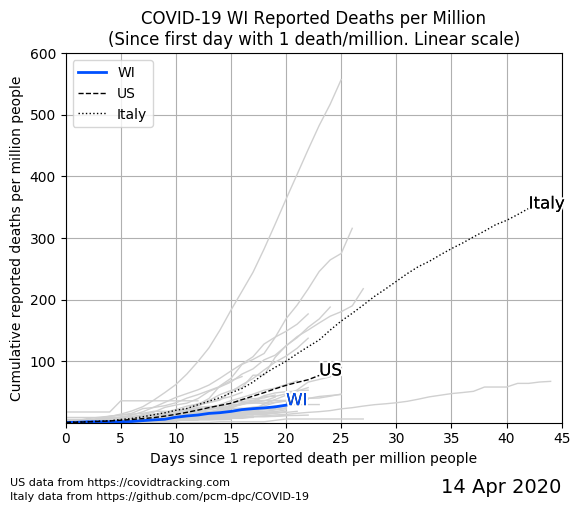 COVID-19 WI Reported Deaths per Million
(Since first day with 1 death/million. Linear scale)
600
500
400
300
200
100
Cumulative reported deaths per million people
WI
US
Italy
Italy
US
WI
0
5
10
15
20
25
30
35
40
45
Days since 1 reported death per million people
US data from https://covidtracking.com
Italy data from https://github.com/pcm-dpc/COVID-19
14 Apr 2020